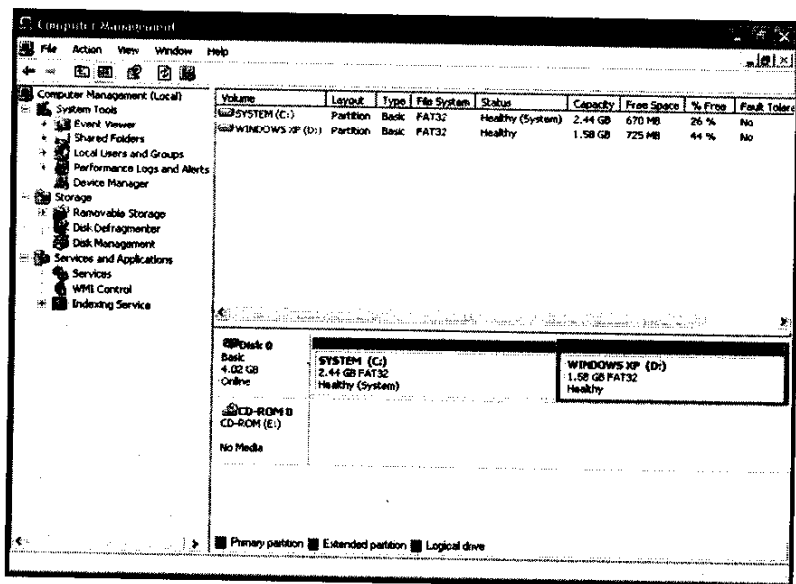 Computer Management
File Action View Window Help
Computer Management (Local)
System Tools
Event Viewer
Shared Folders
Local Users and Groups
Performance Logs and Alerts
Device Manager
Storage
Removable Storage
Disk Defragmenter
Disk Management
Services and Applications
Services
WMI Control
Indexing Service
Volume Layout Type File System Status Capacity Free Space % Free Fault Tolera
SYSTEM (C:) Partition Basic FAT32 Healthy (System) 2.44 GB 670 MB 26 % No
WINDOWS XP (D:) Partition Basic FAT32 Healthy 1.58 GB 725 MB 44 % No
Disk 0
Basic
4.02 GB
Online
SYSTEM (C:)
2.44 GB FAT32
Healthy (System)
WINDOWS XP (D:)
1.58 GB FAT32
Healthy
CD-ROM 0
CD-ROM (E:)
No Media
Primary partition Extended partition Logical drive